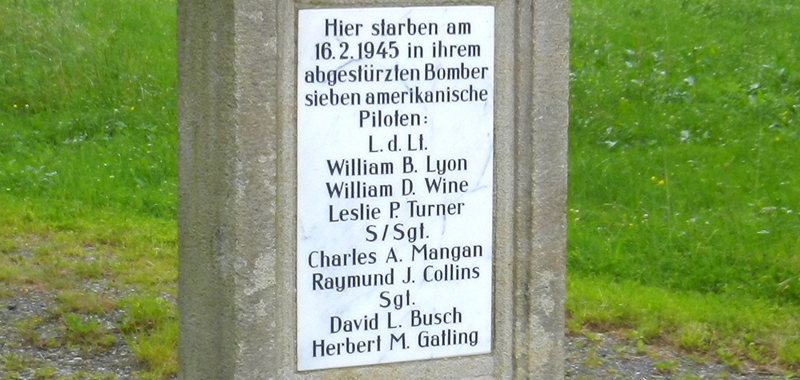 Hier starben am
16.2.1945 in ihrem
abgestürzten Bomber
sieben amerikanische
Piloten:
L. d. Lt.
William B. Lyon
William D. Wine
Leslie P. Turner
S/Sgt.
Charles A. Mangan
Raymund J. Collins
Sgt.
David L. Busch
Herbert M. Gatling